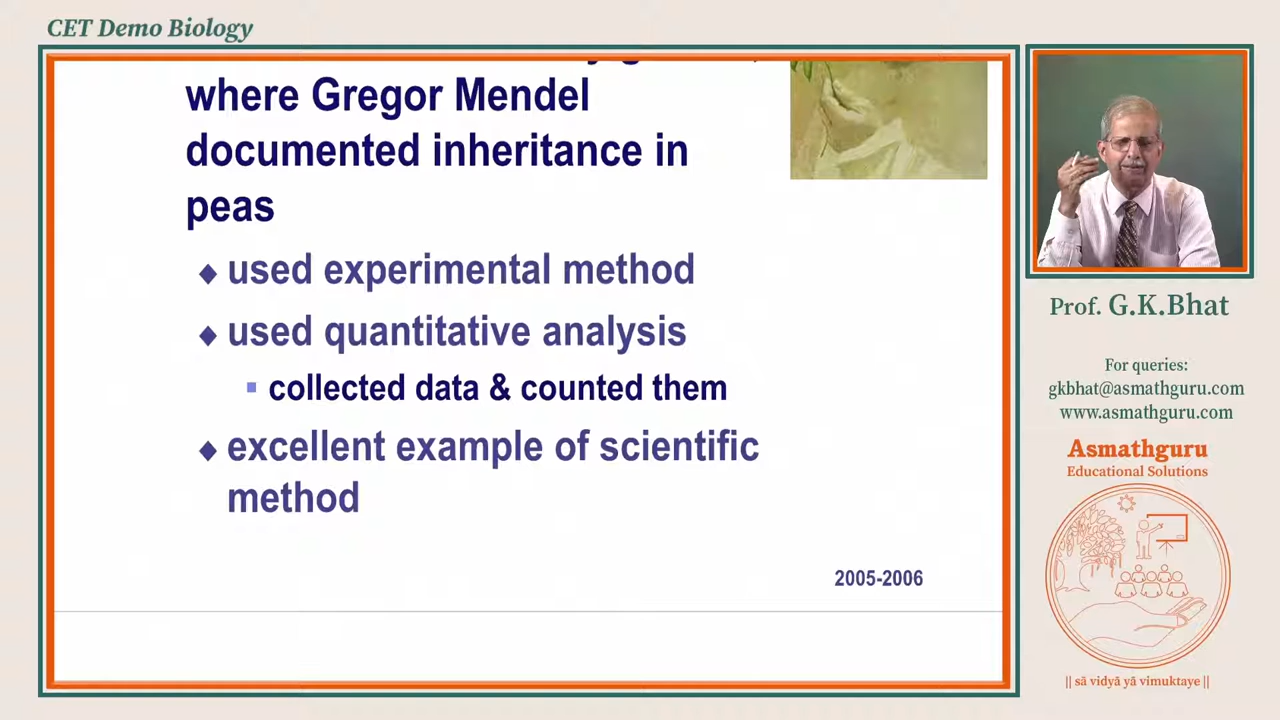 CET Demo Biology
where Gregor Mendel
documented inheritance in
peas
◆ used experimental method
◆ used quantitative analysis
▪ collected data & counted them
◆ excellent example of scientific
method
2005-2006
Prof. G.K.Bhat
For queries:
gkbhat@asmathguru.com
www.asmathguru.com
Asmathguru
Educational Solutions
|| sā vidyā yā vimuktaye ||